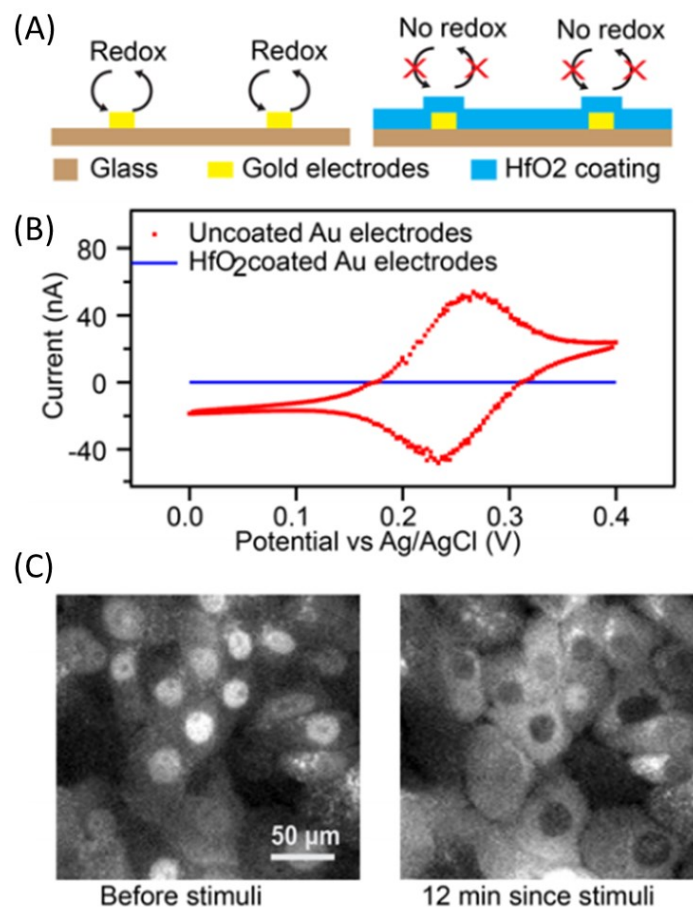 (A)
Redox Redox No redox No redox
Glass Gold electrodes HfO2 coating
(B)
Uncoated Au electrodes
HfO2coated Au electrodes
Current (nA)
80
40
0
-40
0.0 0.1 0.2 0.3 0.4
Potential vs Ag/AgCl (V)
(C)
50 μm
Before stimuli 12 min since stimuli